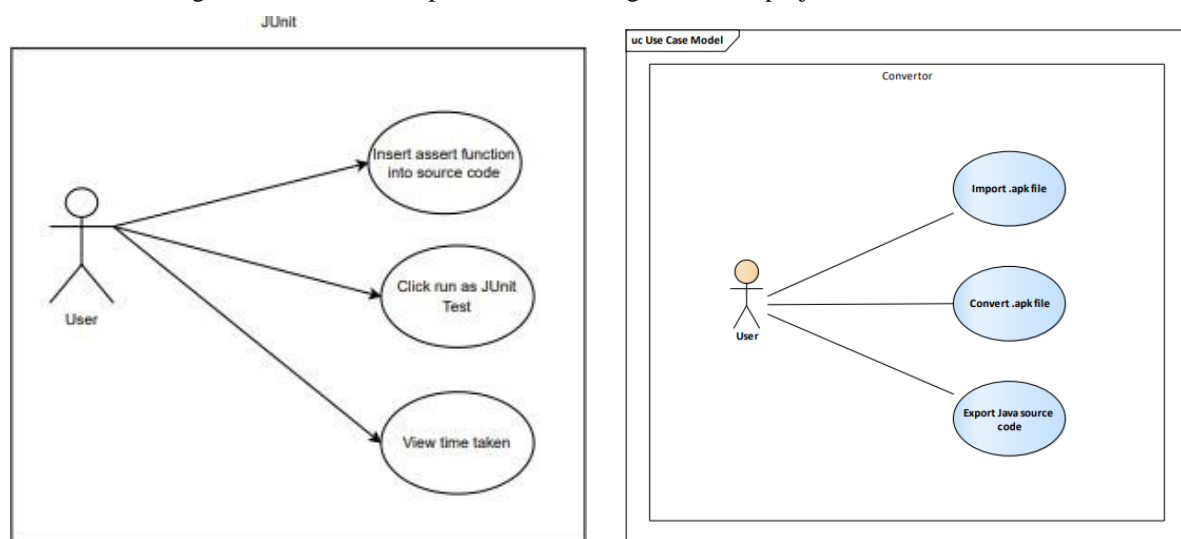 JUnit
Insert assert function
into source code
Click run as JUnit
Test
View time taken
User
uc Use Case Model
Convertor
Import .apk file
Convert .apk file
Export Java source
code
User